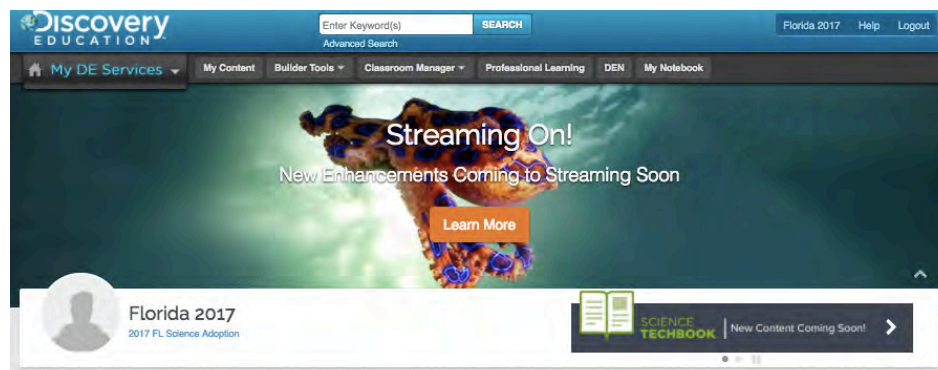 Discovery
EDUCATION
Enter Keyword(s) SEARCH
Advanced Search
Florida 2017 Help Logout
My DE Services My Content Builder Tools Classroom Manager Professional Learning DEN My Notebook
Streaming On!
New Enhancements Coming to Streaming Soon
Learn More
Florida 2017
2017 FL Science Adoption
SCIENCE
TECHBOOK
New Content Coming Soon!